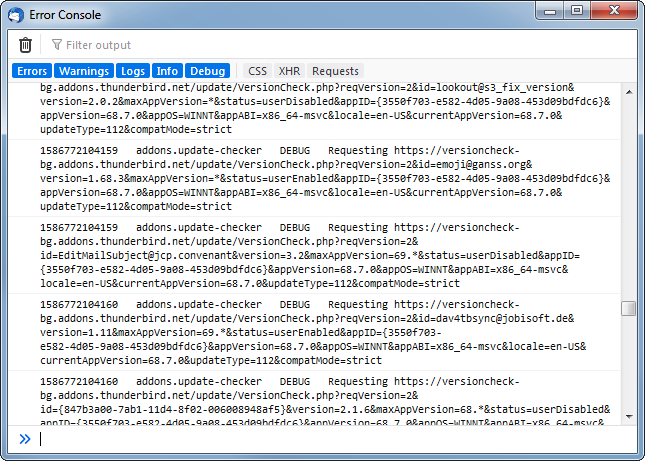 Error Console
Filter output
Errors Warnings Logs Info Debug CSS XHR Requests
bg.addons.thunderbird.net/update/VersionCheck.php?reqVersion=2&id=lookout@s3_fix_version&
version=2.0.2&maxAppVersion=*&status=userDisabled&appID={3550f703-e582-4d05-9a08-453d09bdfdc6}&
appVersion=68.7.0&appOS=WINNT&appABI=x86_64-msvc&locale=en-US&currentAppVersion=68.7.0&
updateType=112&compatMode=strict
1586772104159 addons.update-checker DEBUG Requesting https://versioncheck-
bg.addons.thunderbird.net/update/VersionCheck.php?reqVersion=2&id=emoji@ganss.org&
version=1.68.3&maxAppVersion=*&status=userEnabled&appID={3550f703-e582-4d05-9a08-453d09bdfdc6}&
appVersion=68.7.0&appOS=WINNT&appABI=x86_64-msvc&locale=en-US&currentAppVersion=68.7.0&
updateType=112&compatMode=strict
1586772104159 addons.update-checker DEBUG Requesting https://versioncheck-
bg.addons.thunderbird.net/update/VersionCheck.php?reqVersion=2&
id=EditMailSubject@jcp.convenant&version=3.2&maxAppVersion=69.*&status=userDisabled&appID=
{3550f703-e582-4d05-9a08-453d09bdfdc6}&appVersion=68.7.0&appOS=WINNT&appABI=x86_64-msvc&
locale=en-US&currentAppVersion=68.7.0&updateType=112&compatMode=strict
1586772104160 addons.update-checker DEBUG Requesting https://versioncheck-
bg.addons.thunderbird.net/update/VersionCheck.php?reqVersion=2&id=dav4tbsync@jobisoft.de&
version=1.11&maxAppVersion=69.*&status=userEnabled&appID={3550f703-
e582-4d05-9a08-453d09bdfdc6}&appVersion=68.7.0&appOS=WINNT&appABI=x86_64-msvc&locale=en-US&
currentAppVersion=68.7.0&updateType=112&compatMode=strict
1586772104160 addons.update-checker DEBUG Requesting https://versioncheck-
bg.addons.thunderbird.net/update/VersionCheck.php?reqVersion=2&
id={847b3a00-7ab1-11d4-8f02-006008948af5}&version=2.1.6&maxAppVersion=68.*&status=userDisabled&
appID={3550f703-e582-4d05-9a08-453d09bdfdc6}&appVersion=68.7.0&appOS=WINNT&appABI=x86_64-msvc&